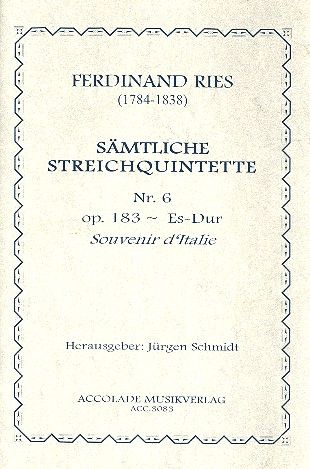 FERDINAND RIES
(1784-1838)
SÄMTLICHE
STREICHQUINTETTE
Nr. 6
op. 183 ~ Es-Dur
Souvenir d'Italie
Herausgeber: Jürgen Schmidt
ACCOLADE MUSIKVERLAG
ACC.3083